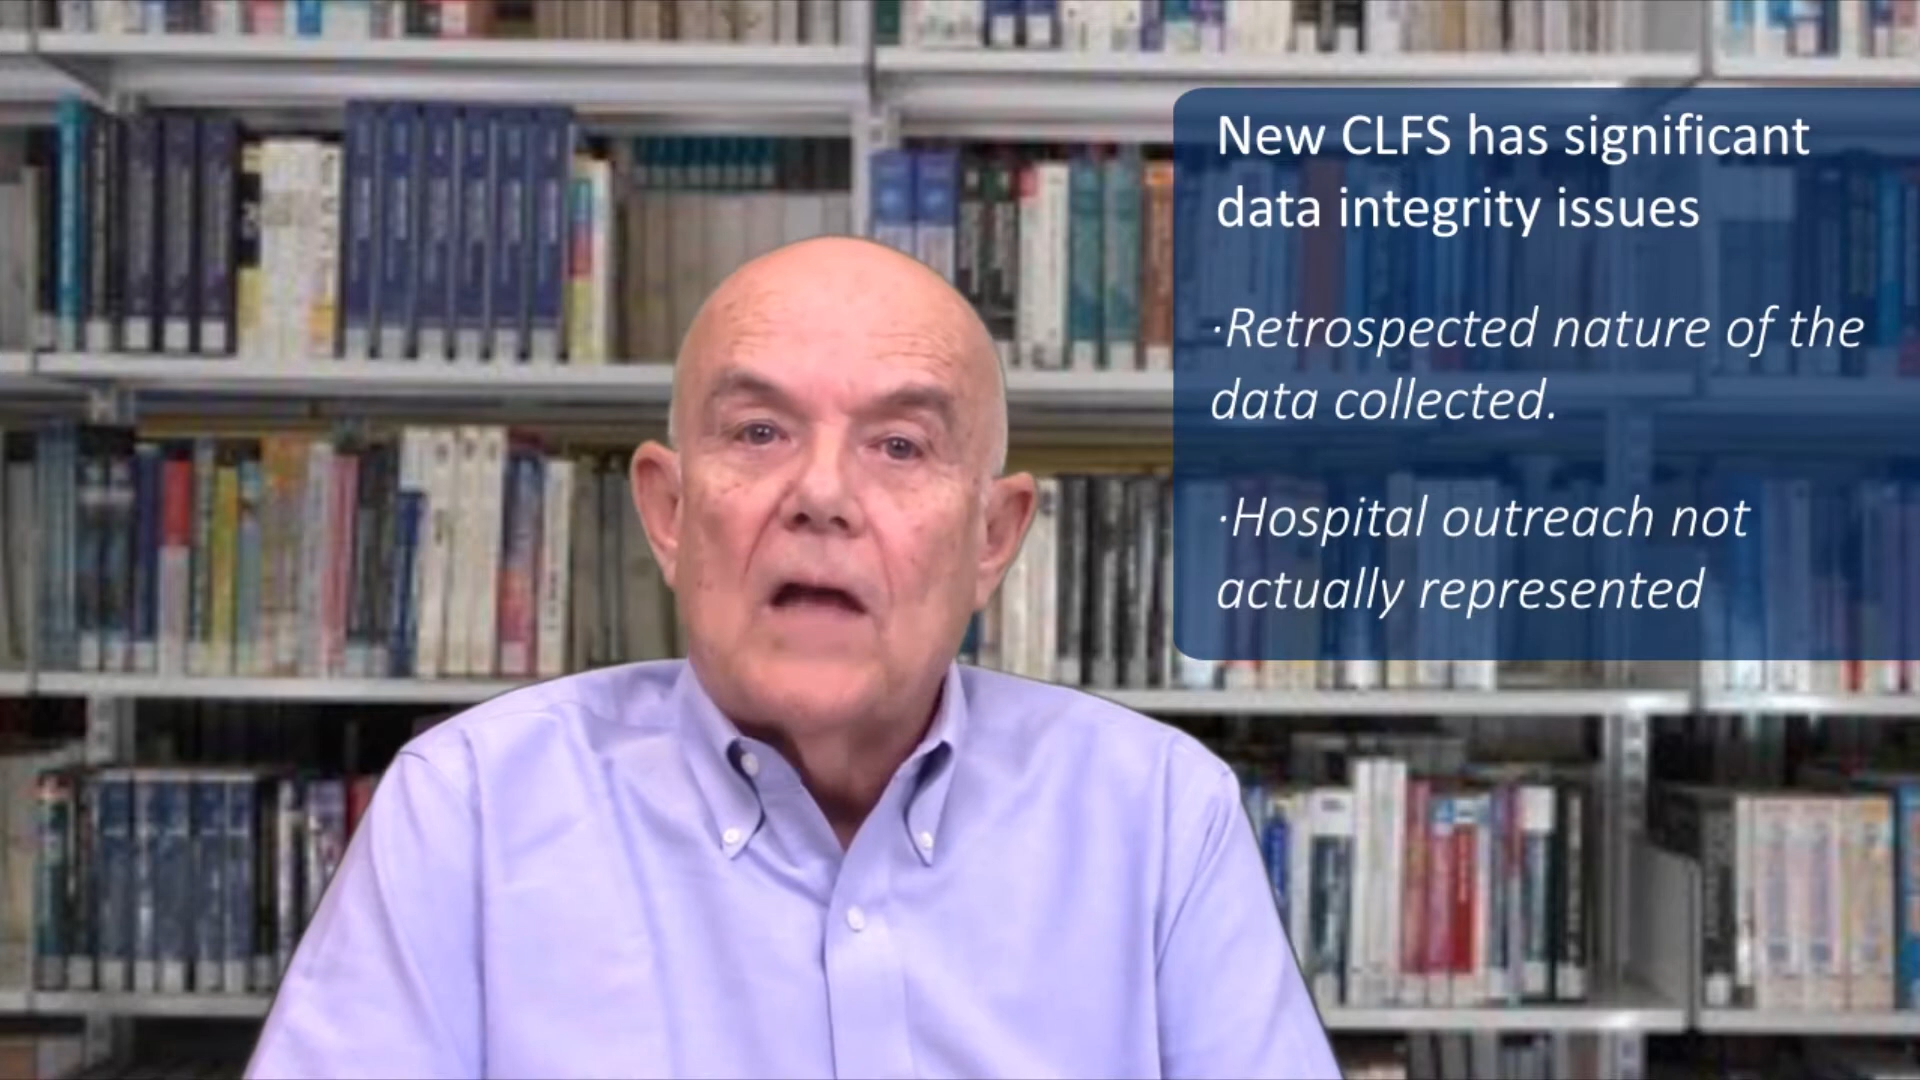 New CLFS has significant
data integrity issues
·Retrospected nature of the
data collected.
·Hospital outreach not
actually represented